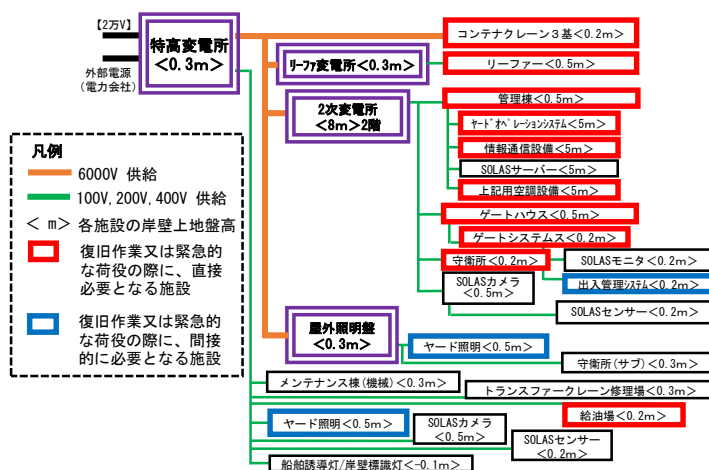 【2万V】
外部電源
(電力会社)
特高変電所
<0.3m>
リーファ変電所<0.3m>
2次変電所
<8m>2階
屋外照明盤
<0.3m>
コンテナクレーン３基<0.2m>
リーファー<0.5m>
管理棟<0.5m>
ヤードオペレーションシステム<5m>
情報通信設備<5m>
SOLASサーバー<5m>
上記用空調設備<5m>
ゲートハウス<0.5m>
ゲートシステムス<0.2m>
守衛所<0.2m>
SOLASモニタ<0.2m>
出入管理システム<0.2m>
SOLASカメラ
<0.5m>
SOLASセンサー<0.2m>
ヤード照明<0.5m>
守衛所(サブ)<0.3m>
メンテナンス棟(機械)<0.3m>
トランスファークレーン修理場<0.3m>
給油場<0.2m>
ヤード照明<0.5m>
SOLASカメラ
<0.5m>
SOLASセンサー
<0.2m>
船舶誘導灯/岸壁標識灯<-0.1m>
凡例
6000V 供給
100V,200V,400V 供給
< m> 各施設の岸壁上地盤高
復旧作業又は緊急的
な荷役の際に、直接
必要となる施設
復旧作業又は緊急的
な荷役の際に、間接
的に必要となる施設